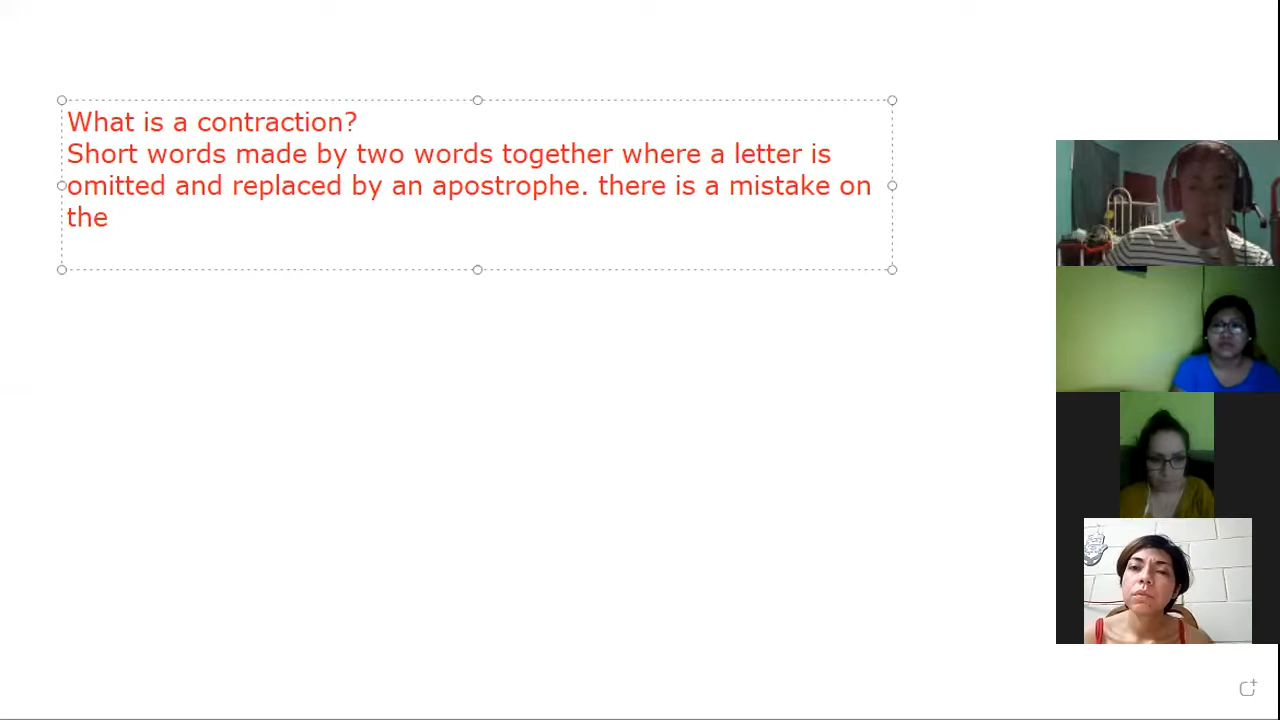 What is a contraction?
Short words made by two words together where a letter is
omitted and replaced by an apostrophe. there is a mistake on
the